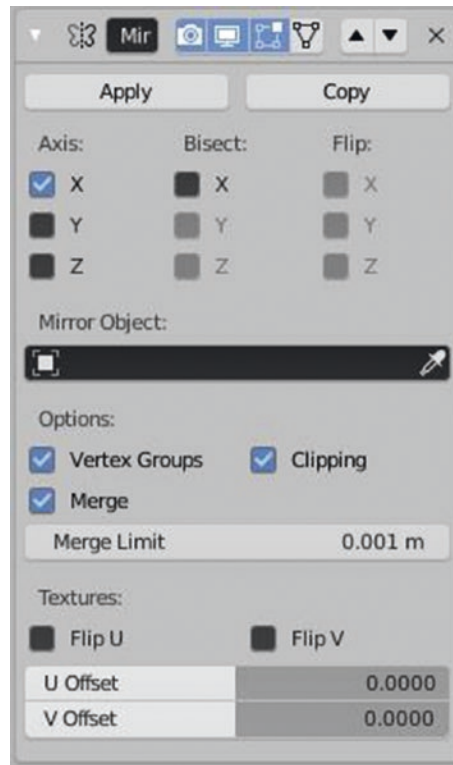 Mir
Apply Copy
Axis: Bisect: Flip:
X X X
Y Y Y
Z Z Z
Mirror Object:
Options:
Vertex Groups Clipping
Merge
Merge Limit 0.001 m
Textures:
Flip U Flip V
U Offset 0.0000
V Offset 0.0000